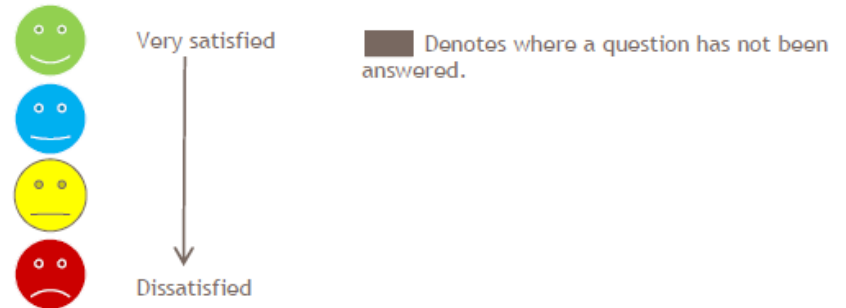 Very satisfied
Denotes where a question has not been
answered.
Dissatisfied